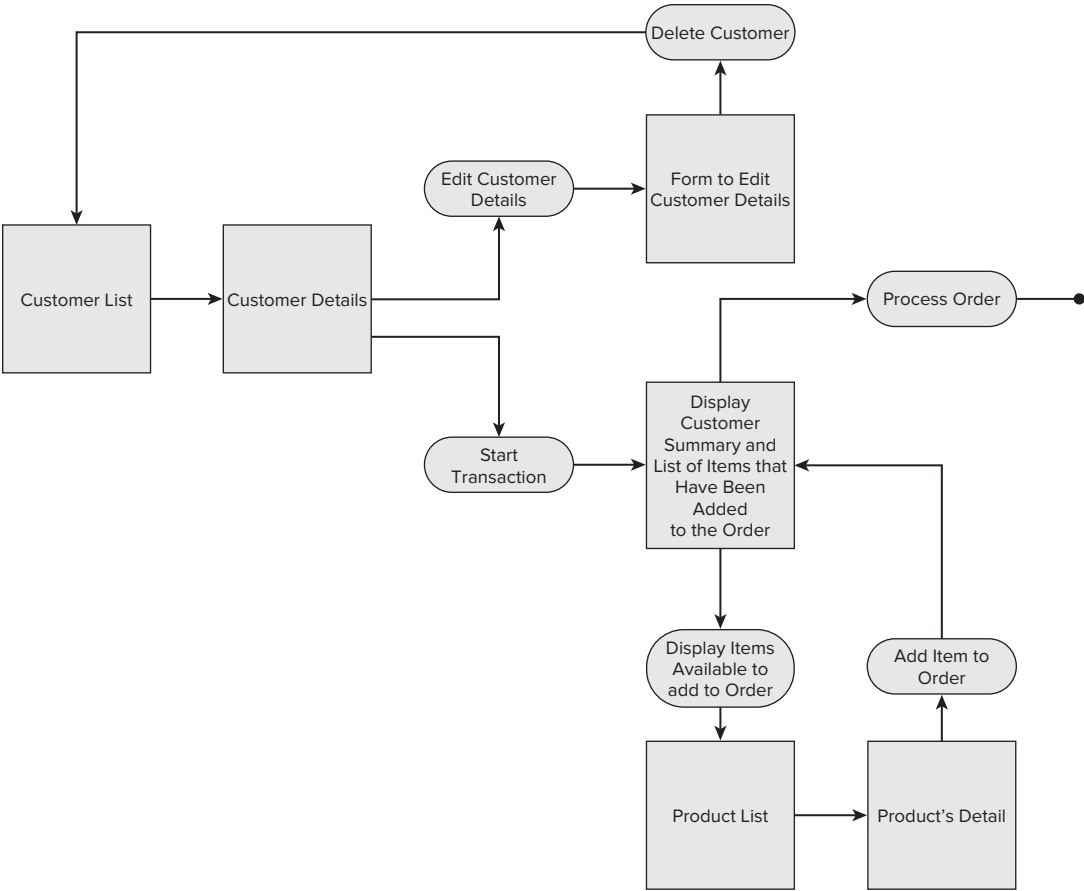 Delete Customer
Edit Customer
Details
Form to Edit
Customer Details
Customer List
Customer Details
Process Order
Display
Customer
Summary and
List of Items that
Have Been
Added
to the Order
Start
Transaction
Display Items
Available to
add to Order
Add Item to
Order
Product List
Product’s Detail